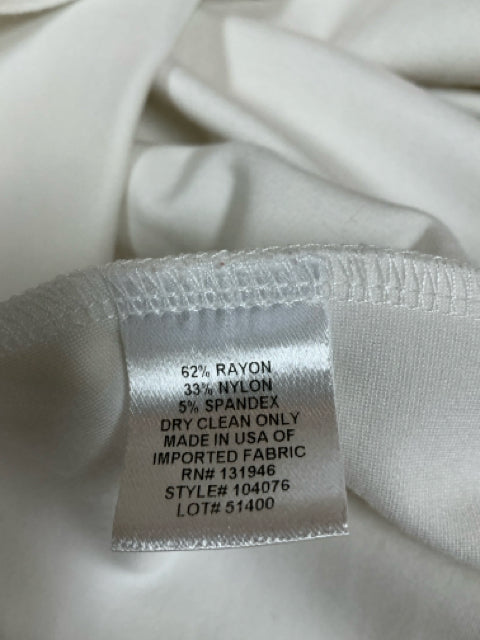 62% RAYON
33% NYLON
5% SPANDEX
DRY CLEAN ONLY
MADE IN USA OF
IMPORTED FABRIC
RN# 131946
STYLE# 104076
LOT# 51400